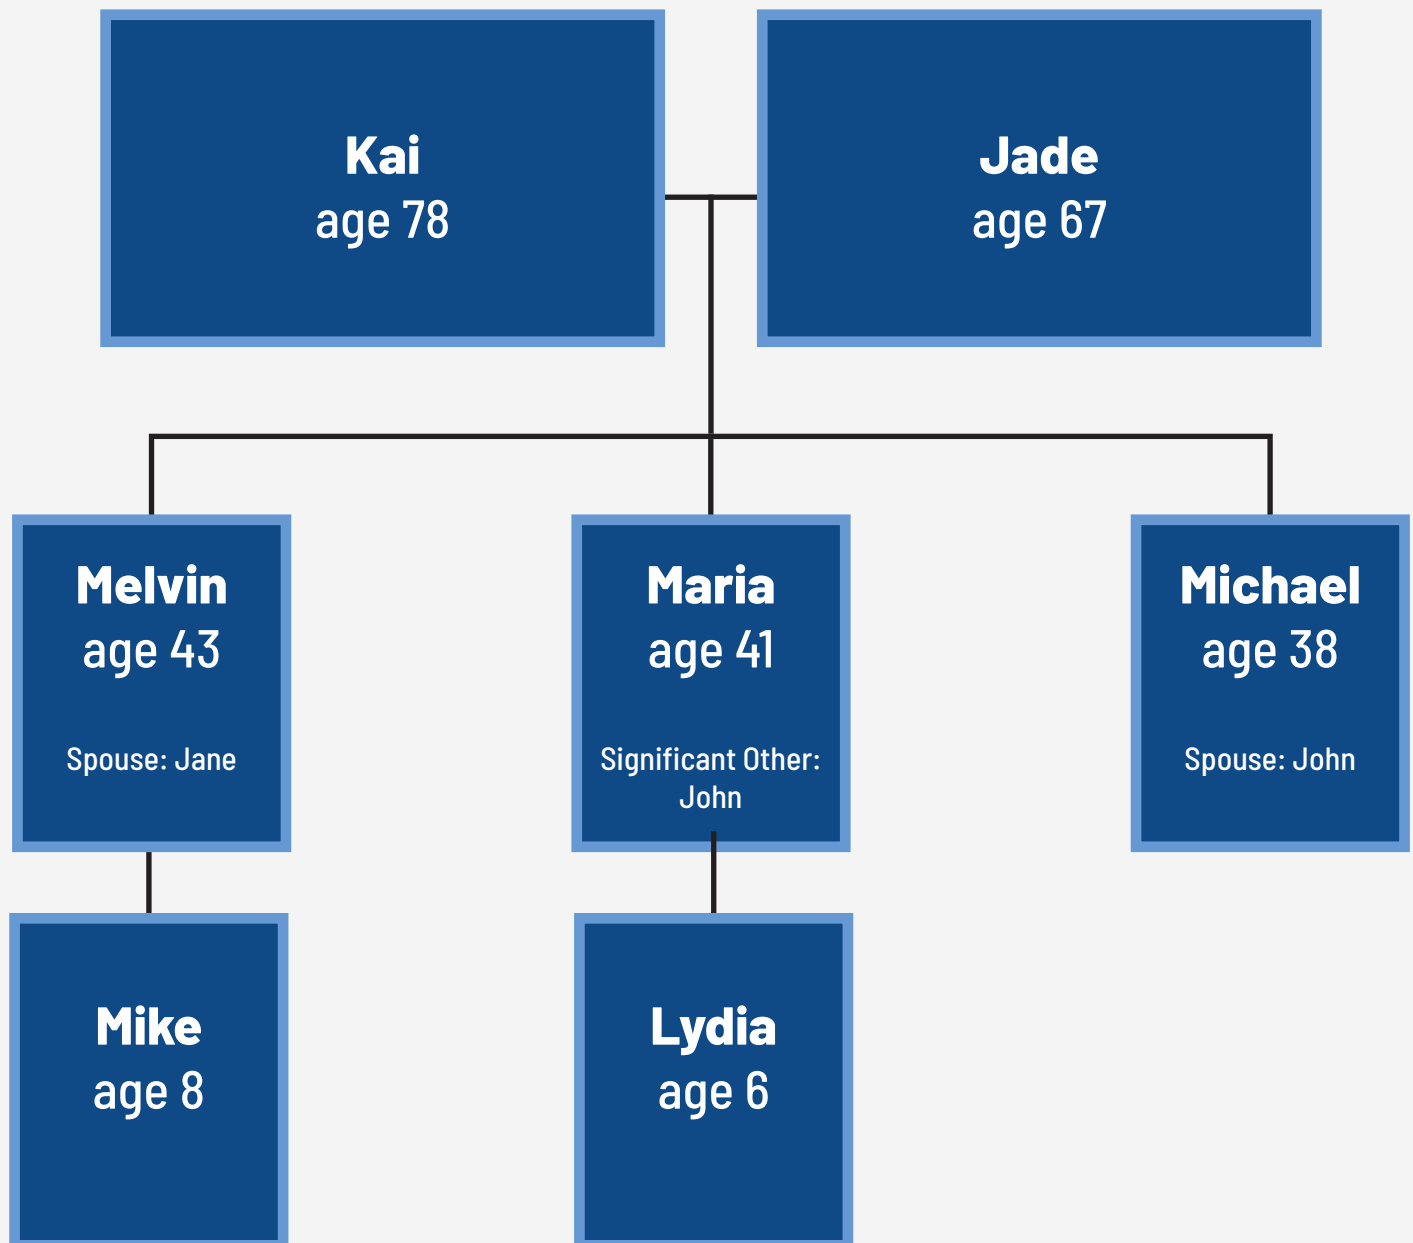 Kai
age 78
Jade
age 67
Melvin
age 43
Spouse: Jane
Maria
age 41
Significant Other:
John
Michael
age 38
Spouse: John
Mike
age 8
Lydia
age 6